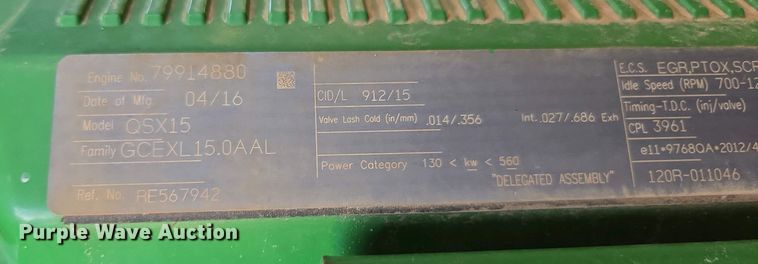 Engine No. 79914880
Date of Mfg. 04/16
Model QSX15
Family GCEXL15.0AAL
Ref. No. RE567942
CID/L 912/15
Valve Lash Cold (in/mm) .014/.356 Int. .027/.686 Exh
Power Category 130 < kw < 560
"DELEGATED ASSEMBLY"
E.C.S. EGR,PTOX,SCR
Idle Speed (RPM) 700-12
Timing-T.D.C. (inj/valve)
CPL 3961
e11*9768QA*2012/4
120R-011046
Purple Wave Auction